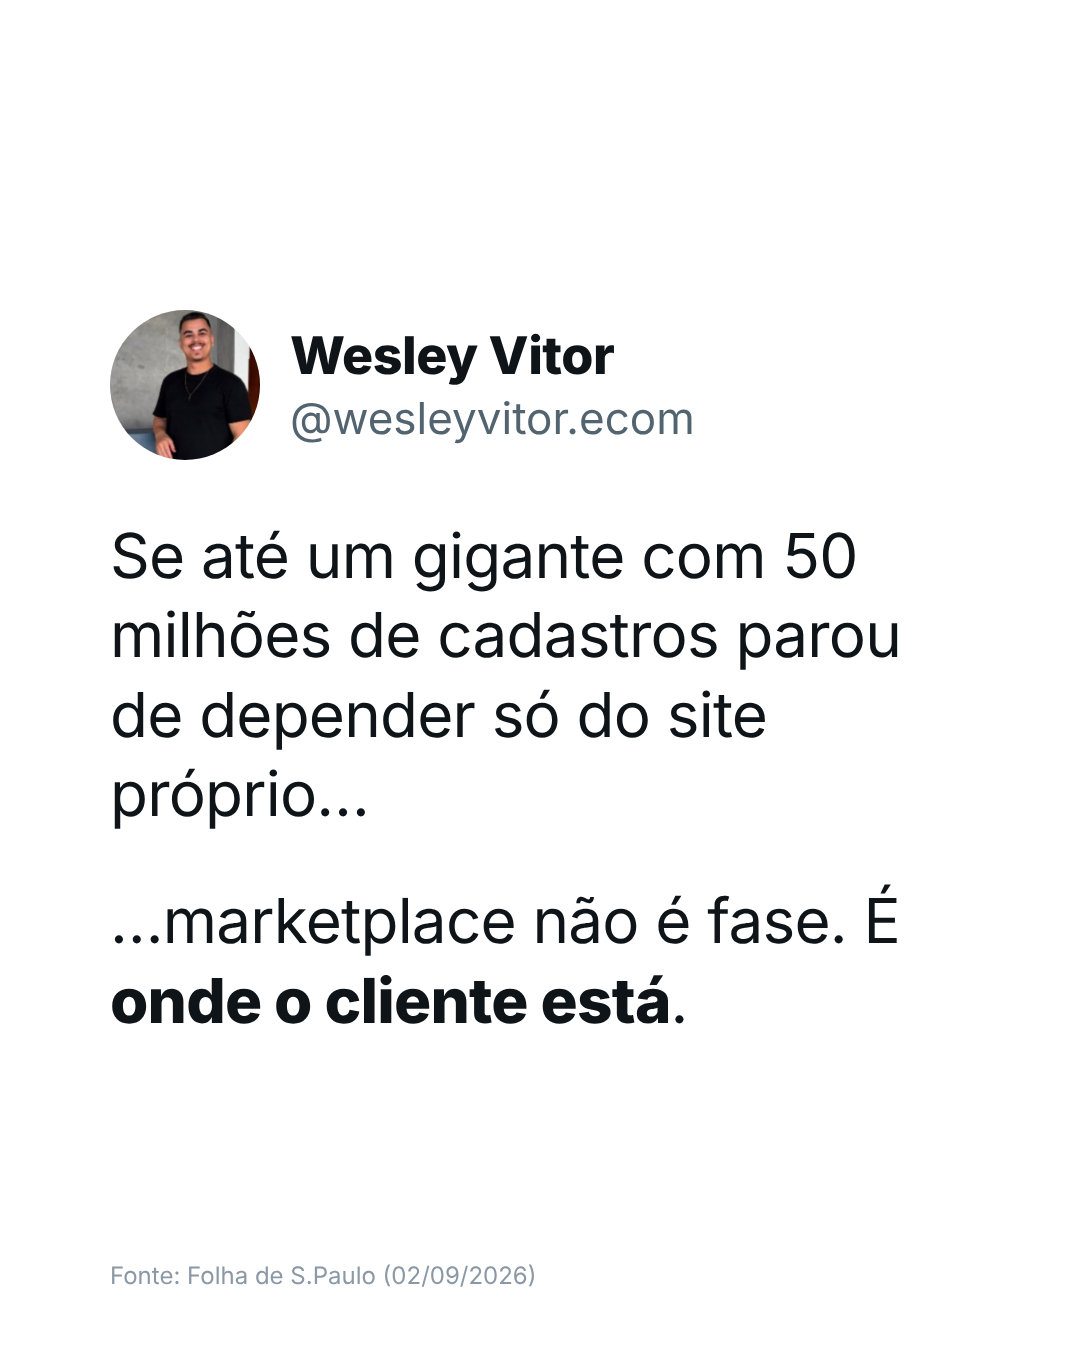 Wesley Vitor
@wesleyvitor.ecom
Se até um gigante com 50
milhões de cadastros parou
de depender só do site
próprio...
...marketplace não é fase. É
onde o cliente está.
Fonte: Folha de S.Paulo (02/09/2026)